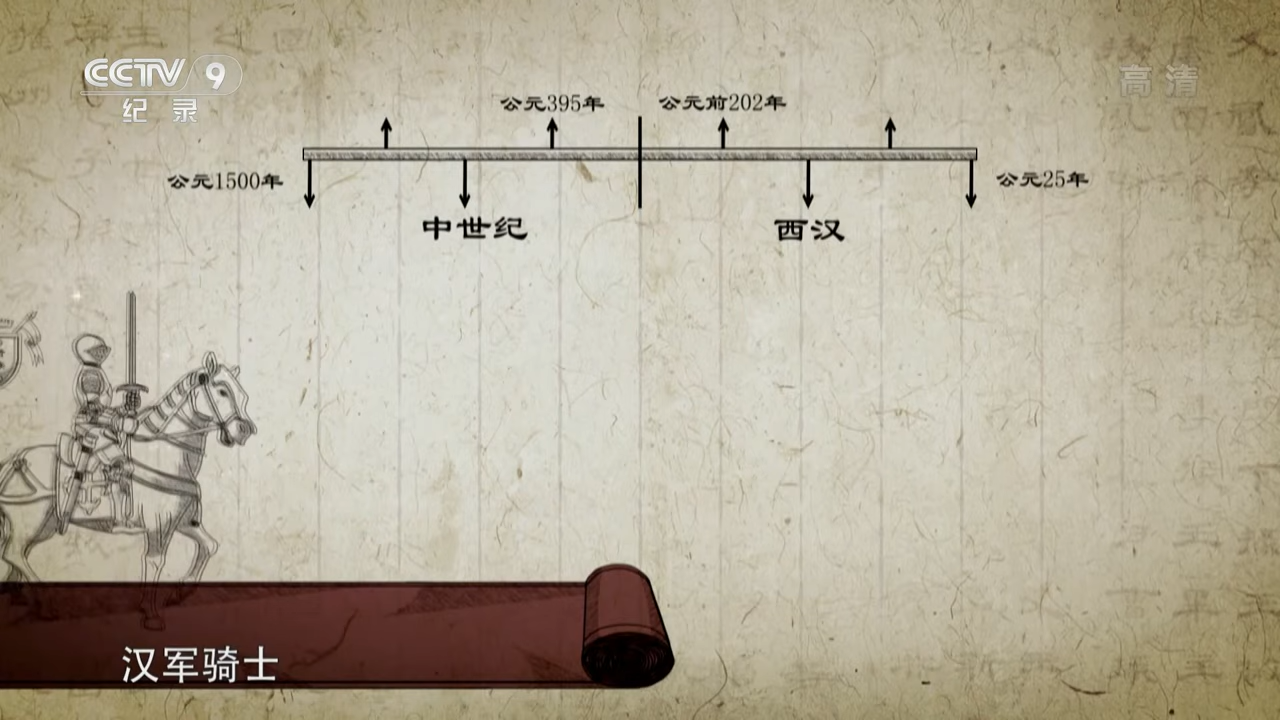 CCTV 9
纪录
高清
公元395年
公元前202年
公元1500年
公元25年
中世纪
西汉
汉军骑士